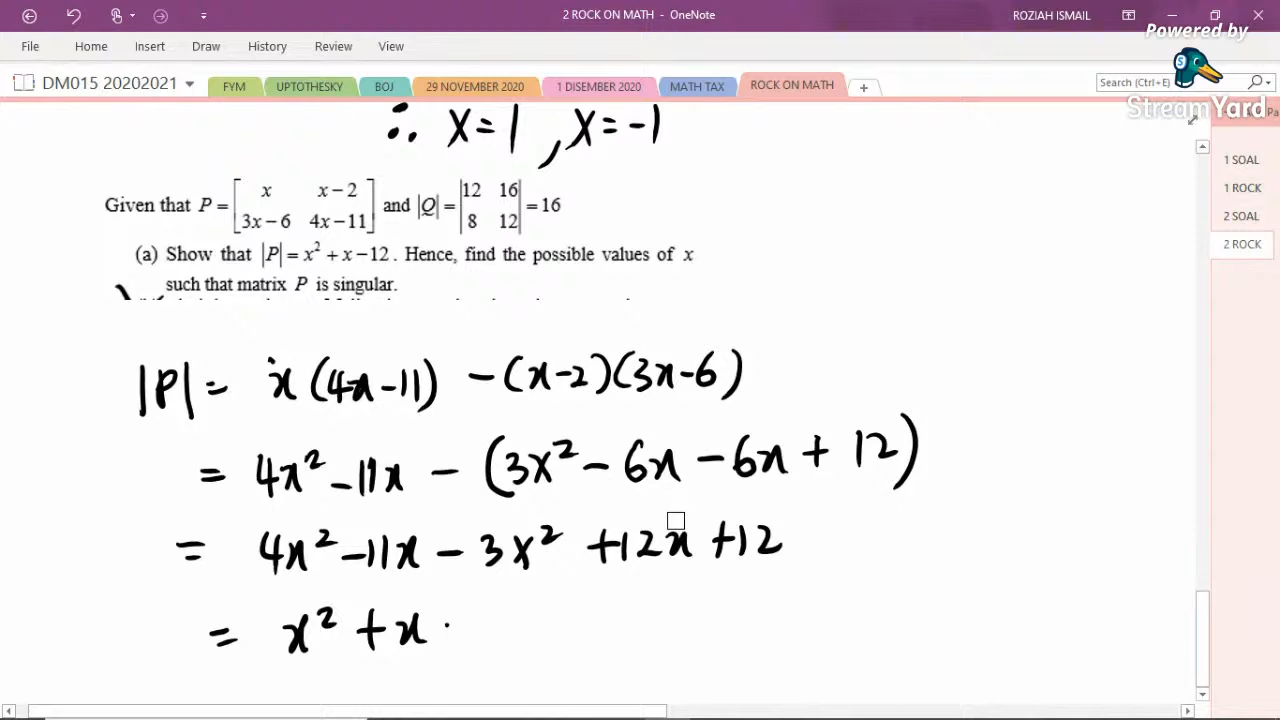 2 ROCK ON MATH - OneNote
ROZIAH ISMAIL
Powered by
StreamYard
File Home Insert Draw History Review View
DM015 20202021
FYM UPTOTHESKY BOJ 29 NOVEMBER 2020 1 DISEMBER 2020 MATH TAX ROCK ON MATH +
Search (Ctrl+E)
Pa
1 SOAL
1 ROCK
2 SOAL
2 ROCK
∴ x=1 , x=-1
Given that P = [x x−2; 3x−6 4x−11] and |Q| = |12 16; 8 12| = 16
(a) Show that |P| = x² + x −12. Hence, find the possible values of x
such that matrix P is singular.
|P| = x(4x-11) -(x-2)(3x-6)
= 4x² -11x - (3x² - 6x - 6x + 12)
= 4x² -11x - 3x² +12x +12
= x² + x